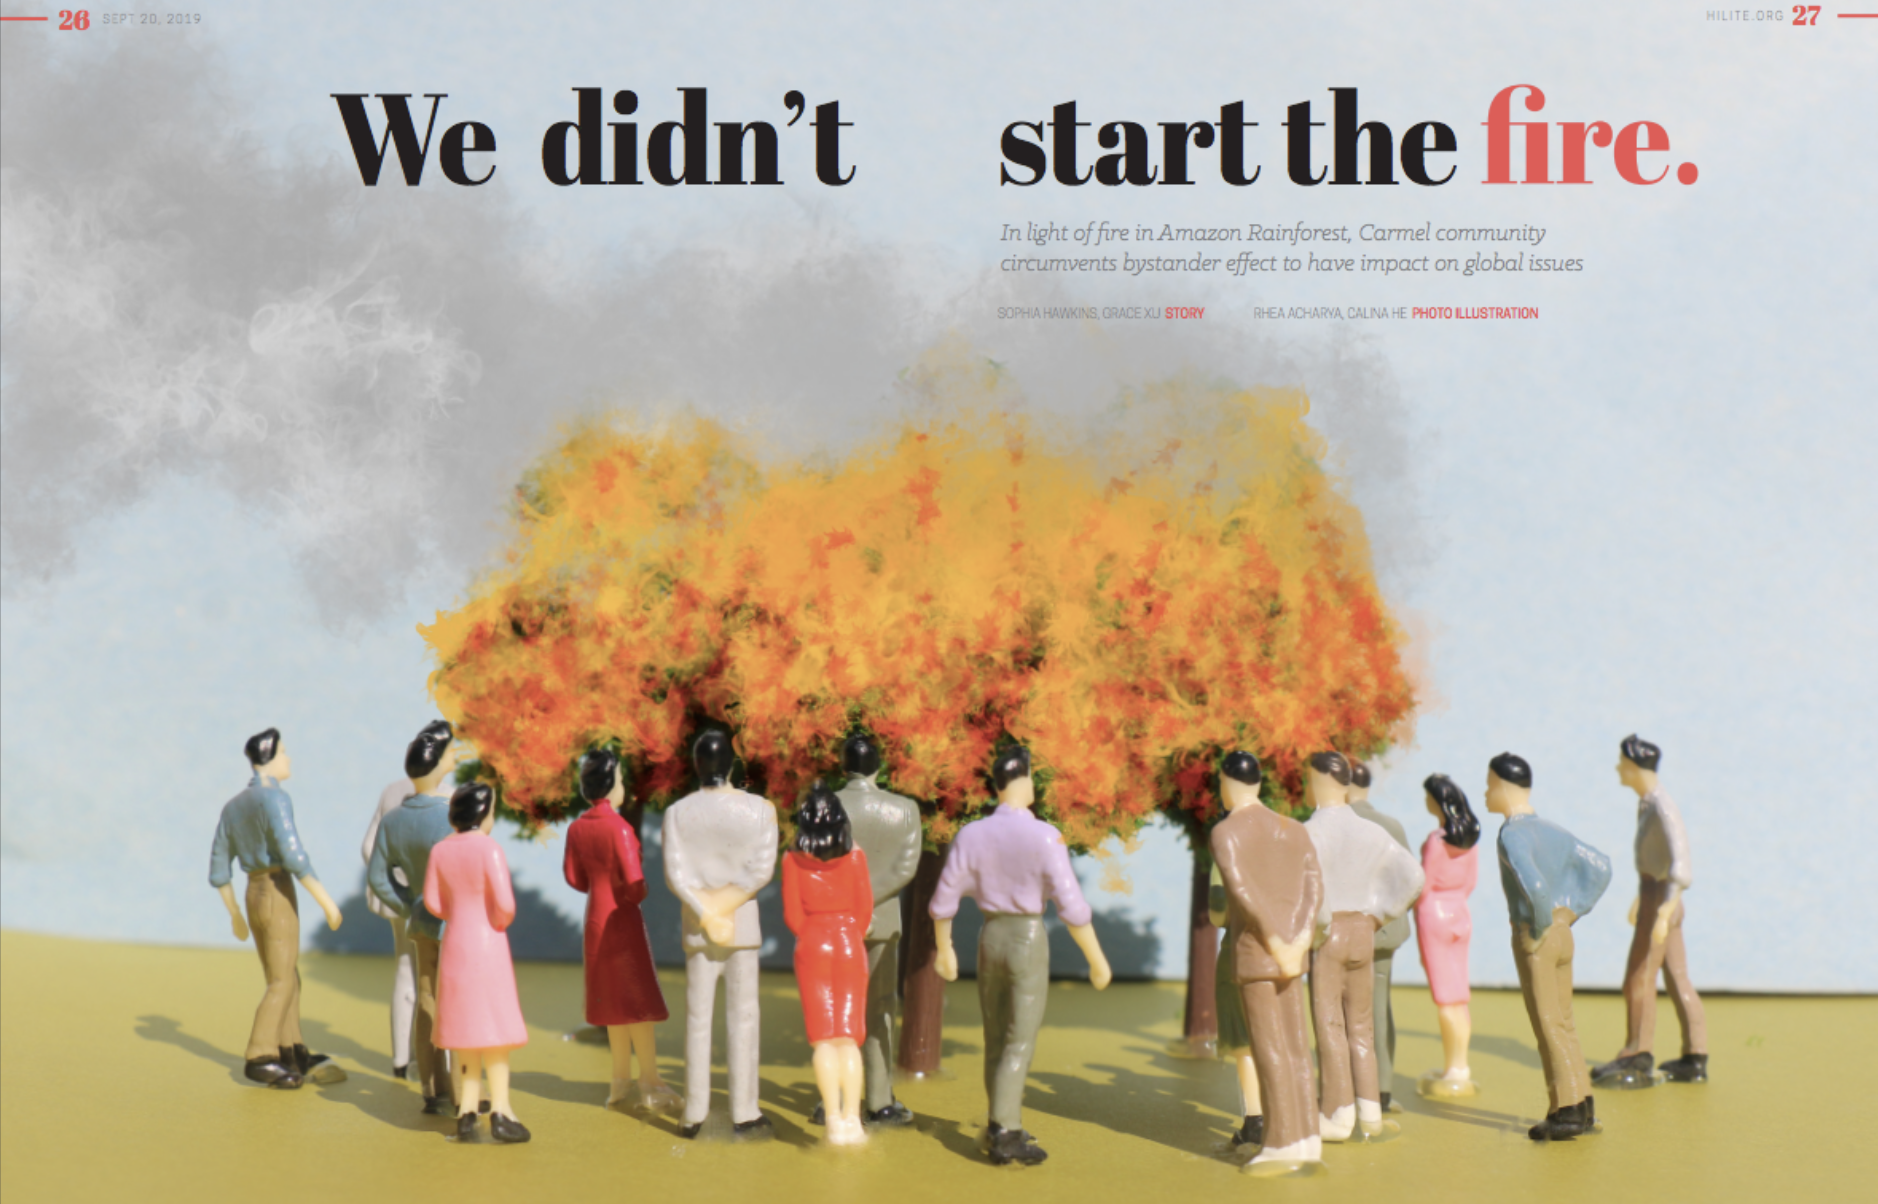 26 SEPT 20, 2019
HILITE.ORG 27
We didn't start the fire.
In light of fire in Amazon Rainforest, Carmel community
circumvents bystander effect to have impact on global issues
SOPHIA HAWKINS, GRACE XU STORY RHEA ACHARYA, CALINA HE PHOTO ILLUSTRATION